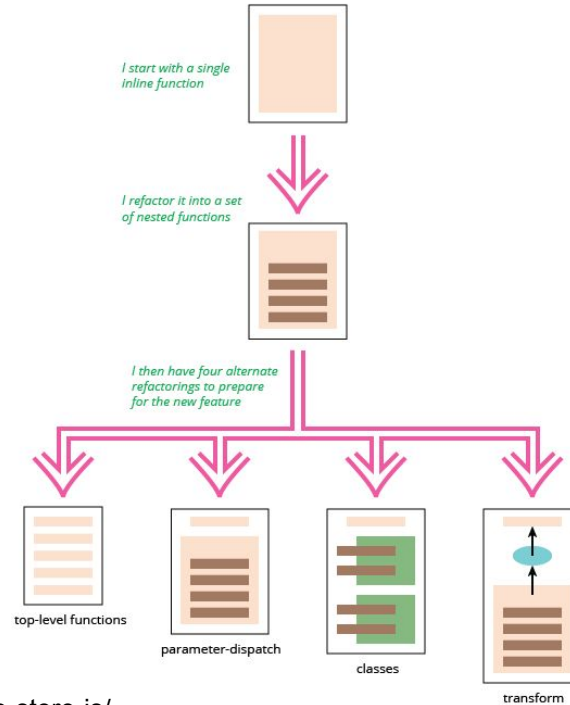 I start with a single
inline function
I refactor it into a set
of nested functions
I then have four alternate
refactorings to prepare
for the new feature
top-level functions
parameter-dispatch
classes
transform